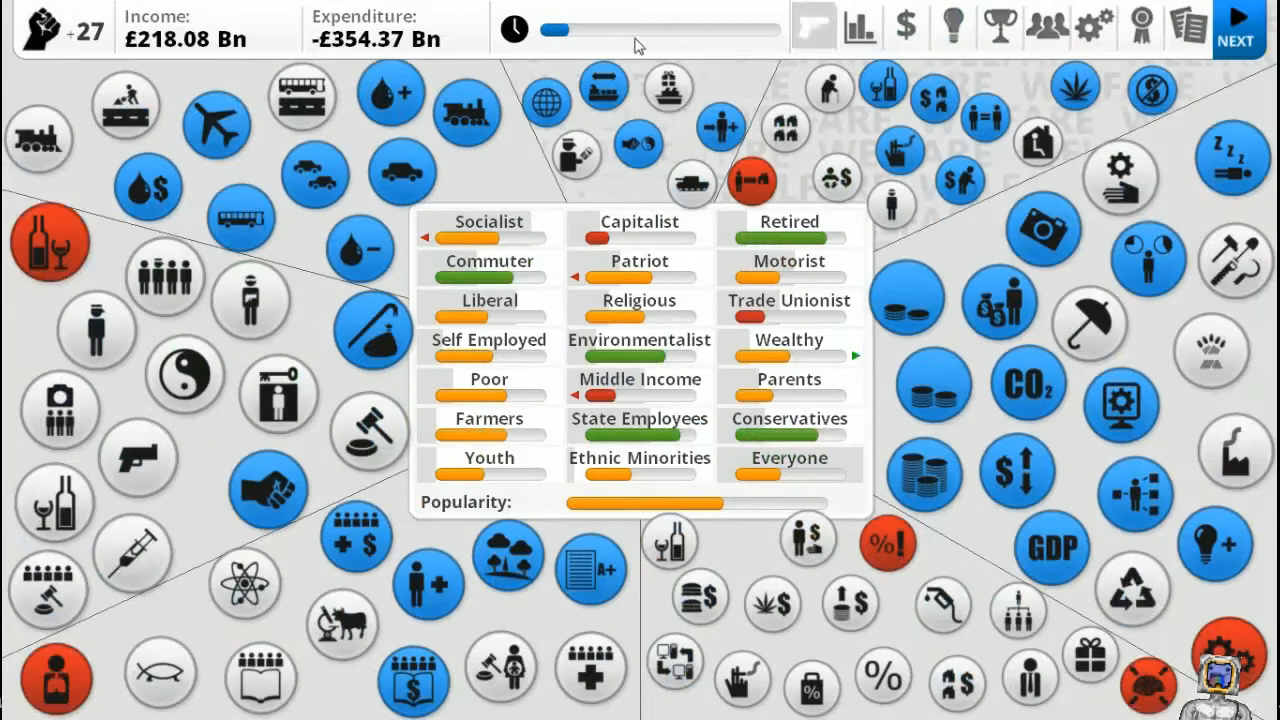 +27
Income:
£218.08 Bn
Expenditure:
-£354.37 Bn
NEXT
WELFARE
Socialist
Capitalist
Retired
Commuter
Patriot
Motorist
Liberal
Religious
Trade Unionist
Self Employed
Environmentalist
Wealthy
Poor
Middle Income
Parents
Farmers
State Employees
Conservatives
Youth
Ethnic Minorities
Everyone
Popularity:
CO₂
GDP
A+
%!
%
Z Z Z